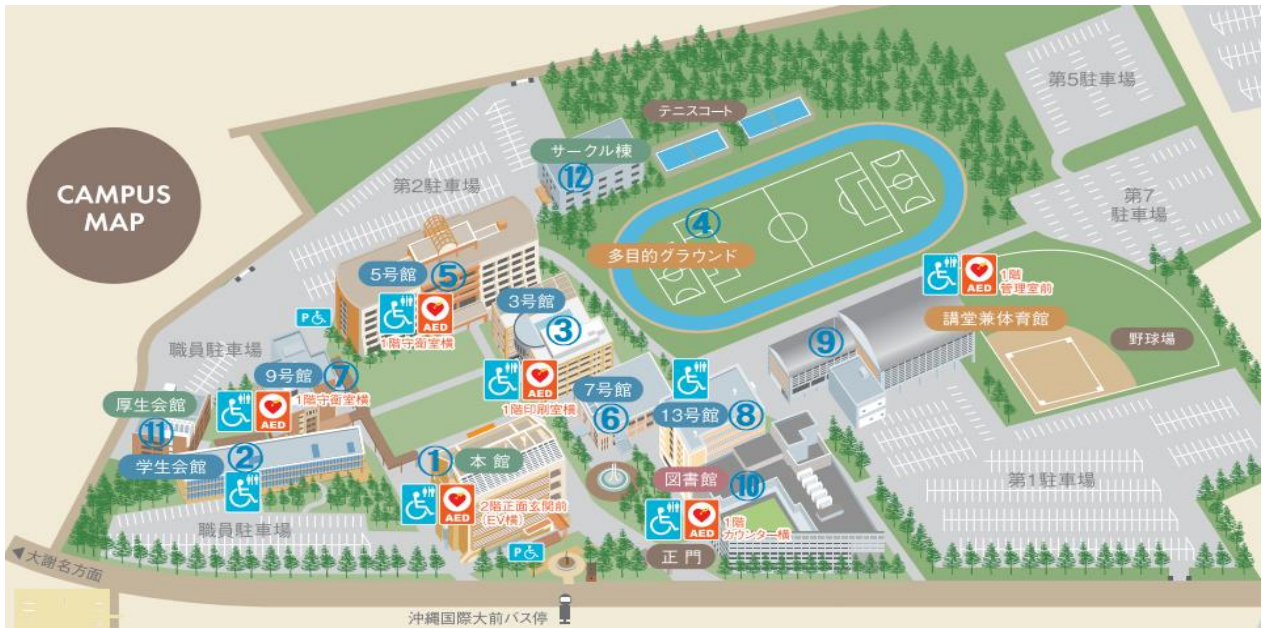 CAMPUS
MAP
第5駐車場
テニスコート
サークル棟
⑫
第2駐車場
第7
駐車場
④
多目的グラウンド
5号館
⑤
AED
1階守衛室横
3号館
③
AED
1階
管理室前
講堂兼体育館
野球場
⑨
P
職員駐車場
9号館
⑦
AED
1階守衛室横
AED
1階印刷室横
7号館
⑥
13号館
⑧
厚生会館
⑪
学生会館
②
①
本館
AED
2階正面玄関前
(EV横)
図書館
⑩
AED
1階
カウンター横
第1駐車場
職員駐車場
P
正門
◀大謝名方面
沖縄国際大前バス停